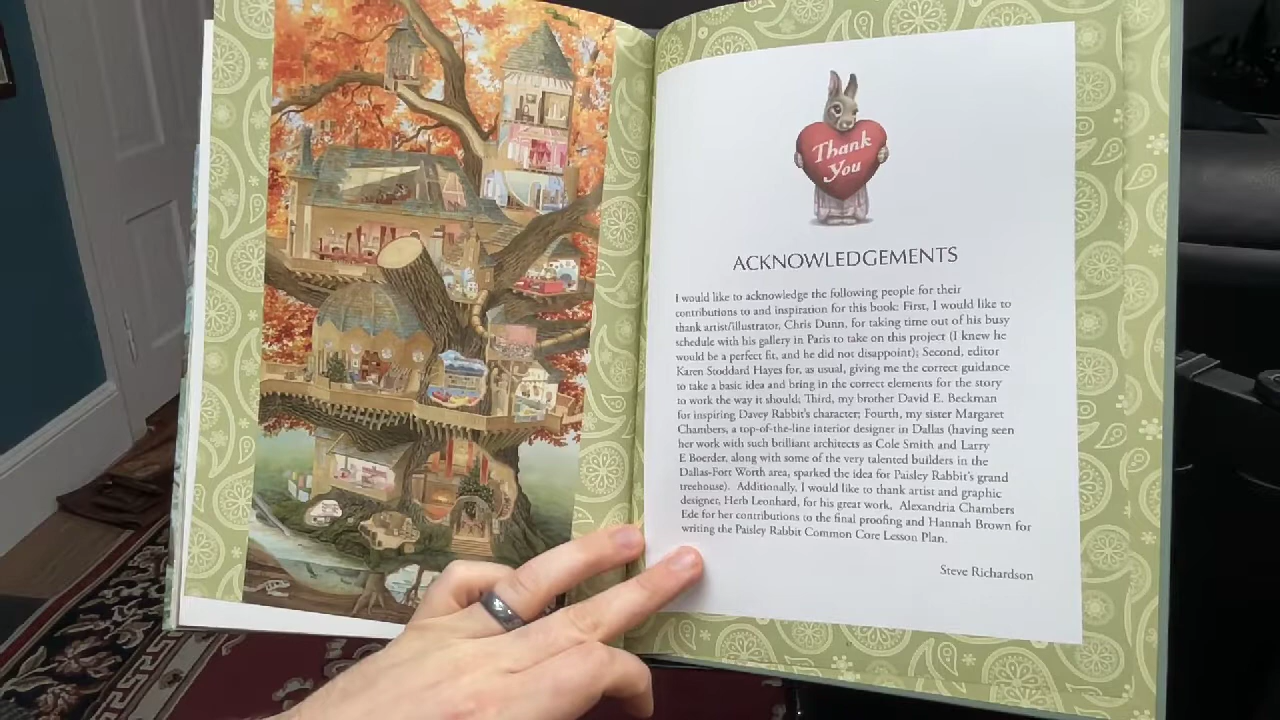 Thank
You
ACKNOWLEDGEMENTS
I would like to acknowledge the following people for their
contributions to and inspiration for this book: First, I would like to
thank artist/illustrator, Chris Dunn, for taking time out of his busy
schedule with his gallery in Paris to take on this project (I knew he
would be a perfect fit, and he did not disappoint); Second, editor
Karen Stoddard Hayes for, as usual, giving me the correct guidance
to take a basic idea and bring in the correct elements for the story
to work the way it should; Third, my brother David E. Beckman
for inspiring Davey Rabbit's character; Fourth, my sister Margaret
Chambers, a top-of-the-line interior designer in Dallas (having seen
her work with such brilliant architects as Cole Smith and Larry
E Boerder, along with some of the very talented builders in the
Dallas-Fort Worth area, sparked the idea for Paisley Rabbit's grand
treehouse). Additionally, I would like to thank artist and graphic
designer, Herb Leonhard, for his great work, Alexandria Chambers
Ede for her contributions to the final proofing and Hannah Brown for
writing the Paisley Rabbit Common Core Lesson Plan.
Steve Richardson